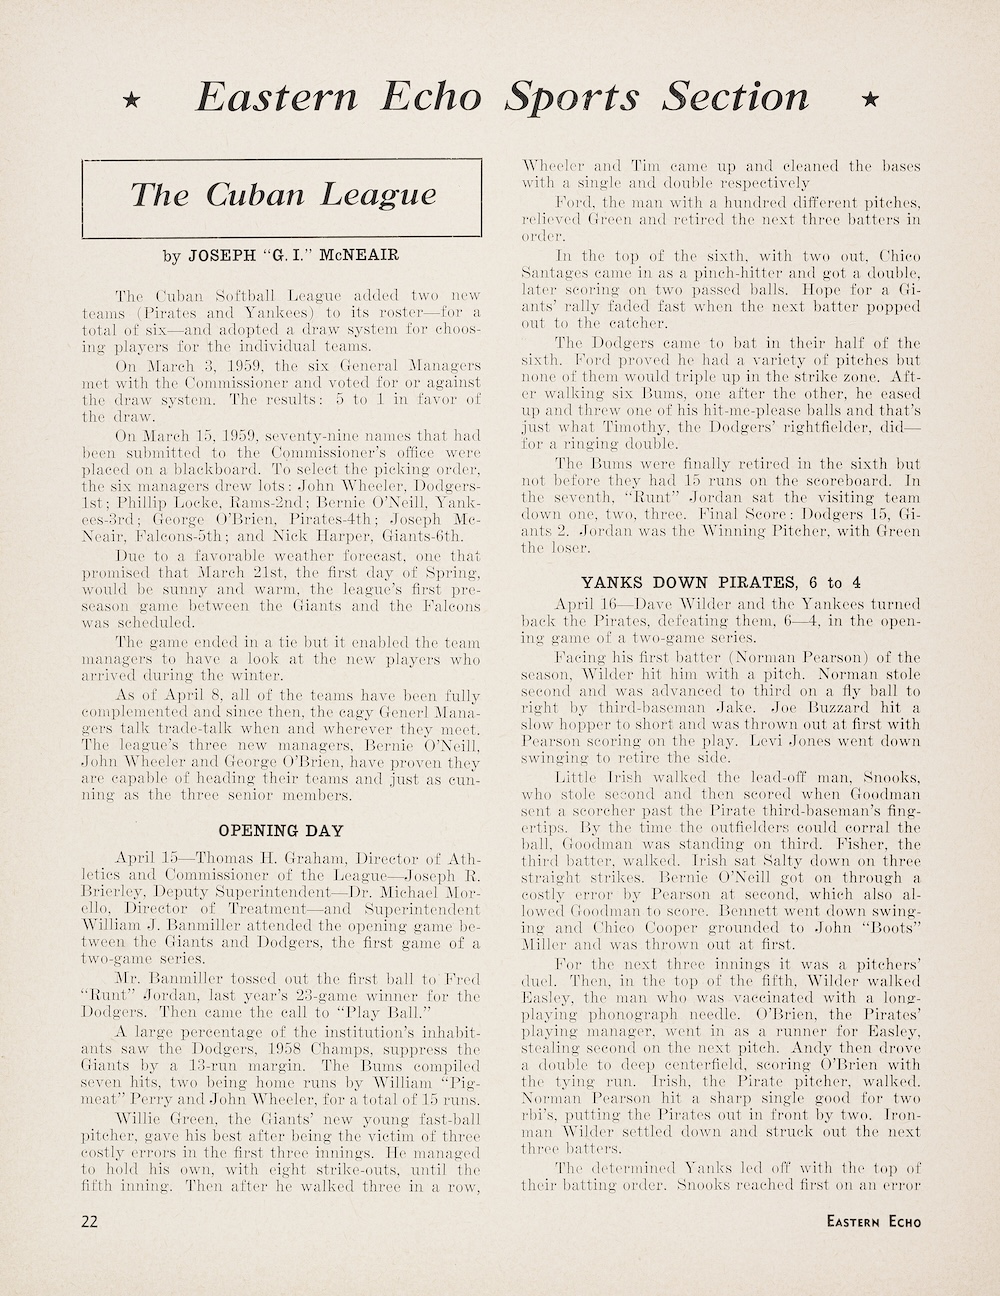 ★ Eastern Echo Sports Section ★
The Cuban League
by JOSEPH "G. I." McNEAIR
The Cuban Softball League added two new
teams (Pirates and Yankees) to its roster—for a
total of six—and adopted a draw system for choos-
ing players for the individual teams.
On March 3, 1959, the six General Managers
met with the Commissioner and voted for or against
the draw system. The results: 5 to 1 in favor of
the draw.
On March 15, 1959, seventy-nine names that had
been submitted to the Commissioner's office were
placed on a blackboard. To select the picking order,
the six managers drew lots: John Wheeler, Dodgers-
1st; Phillip Locke, Rams-2nd; Bernie O'Neill, Yank-
ees-3rd; George O'Brien, Pirates-4th; Joseph Mc-
Neair, Falcons-5th; and Nick Harper, Giants-6th.
Due to a favorable weather forecast, one that
promised that March 21st, the first day of Spring,
would be sunny and warm, the league's first pre-
season game between the Giants and the Falcons
was scheduled.
The game ended in a tie but it enabled the team
managers to have a look at the new players who
arrived during the winter.
As of April 8, all of the teams have been fully
complemented and since then, the cagy Generl Mana-
gers talk trade-talk when and wherever they meet.
The league's three new managers, Bernie O'Neill,
John Wheeler and George O'Brien, have proven they
are capable of heading their teams and just as cun-
ning as the three senior members.
OPENING DAY
April 15—Thomas H. Graham, Director of Ath-
letics and Commissioner of the League—Joseph R.
Brierley, Deputy Superintendent—Dr. Michael Mor-
ello, Director of Treatment—and Superintendent
William J. Banmiller attended the opening game be-
tween the Giants and Dodgers, the first game of a
two-game series.
Mr. Banmiller tossed out the first ball to Fred
"Runt" Jordan, last year's 23-game winner for the
Dodgers. Then came the call to "Play Ball."
A large percentage of the institution's inhabit-
ants saw the Dodgers, 1958 Champs, suppress the
Giants by a 13-run margin. The Bums compiled
seven hits, two being home runs by William "Pig-
meat" Perry and John Wheeler, for a total of 15 runs.
Willie Green, the Giants' new young fast-ball
pitcher, gave his best after being the victim of three
costly errors in the first three innings. He managed
to hold his own, with eight strike-outs, until the
fifth inning. Then after he walked three in a row,
Wheeler and Tim came up and cleaned the bases
with a single and double respectively
Ford, the man with a hundred different pitches,
relieved Green and retired the next three batters in
order.
In the top of the sixth, with two out, Chico
Santages came in as a pinch-hitter and got a double,
later scoring on two passed balls. Hope for a Gi-
ants' rally faded fast when the next batter popped
out to the catcher.
The Dodgers came to bat in their half of the
sixth. Ford proved he had a variety of pitches but
none of them would triple up in the strike zone. Aft-
er walking six Bums, one after the other, he eased
up and threw one of his hit-me-please balls and that's
just what Timothy, the Dodgers' rightfielder, did—
for a ringing double.
The Bums were finally retired in the sixth but
not before they had 15 runs on the scoreboard. In
the seventh, "Runt" Jordan sat the visiting team
down one, two, three. Final Score: Dodgers 15, Gi-
ants 2. Jordan was the Winning Pitcher, with Green
the loser.
YANKS DOWN PIRATES, 6 to 4
April 16—Dave Wilder and the Yankees turned
back the Pirates, defeating them, 6—4, in the open-
ing game of a two-game series.
Facing his first batter (Norman Pearson) of the
season, Wilder hit him with a pitch. Norman stole
second and was advanced to third on a fly ball to
right by third-baseman Jake. Joe Buzzard hit a
slow hopper to short and was thrown out at first with
Pearson scoring on the play. Levi Jones went down
swinging to retire the side.
Little Irish walked the lead-off man, Snooks,
who stole second and then scored when Goodman
sent a scorcher past the Pirate third-baseman's fing-
ertips. By the time the outfielders could corral the
ball, Goodman was standing on third. Fisher, the
third batter, walked. Irish sat Salty down on three
straight strikes. Bernie O'Neill got on through a
costly error by Pearson at second, which also al-
lowed Goodman to score. Bennett went down swing-
ing and Chico Cooper grounded to John "Boots"
Miller and was thrown out at first.
For the next three innings it was a pitchers'
duel. Then, in the top of the fifth, Wilder walked
Easley, the man who was vaccinated with a long-
playing phonograph needle. O'Brien, the Pirates'
playing manager, went in as a runner for Easley,
stealing second on the next pitch. Andy then drove
a double to deep centerfield, scoring O'Brien with
the tying run. Irish, the Pirate pitcher, walked.
Norman Pearson hit a sharp single good for two
rbi's, putting the Pirates out in front by two. Iron-
man Wilder settled down and struck out the next
three batters.
The determined Yanks led off with the top of
their batting order. Snooks reached first on an error
22
EASTERN ECHO